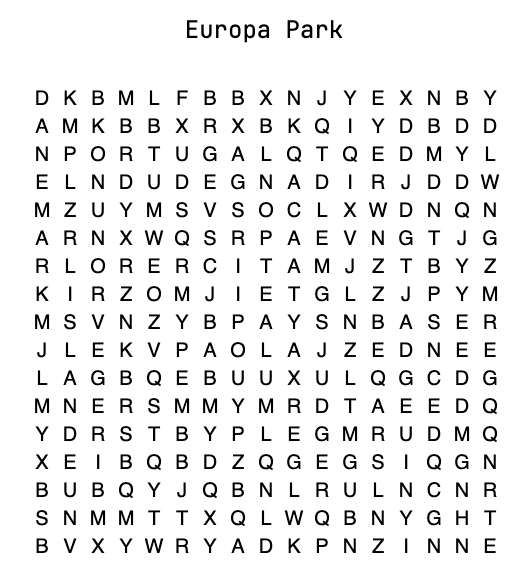 Europa Park
D K B M L F B B X N J Y E X N B Y
A M K B B X R X B K Q I Y D B D D
N P O R T U G A L Q T Q E D M Y L
E L N D U D E G N A D I R J D D W
M Z U Y M S V S O C L X W D N Q N
A R N X W Q S R P A E V N G T J G
R L O R E R C I T A M J Z T B Y Z
K I R Z O M J I E T G L Z J P Y M
M S V N Z Y B P A Y S N B A S E R
J L E K V P A O L A J Z E D N E E
L A G B Q E B U U X U L Q G C D G
M N E R S M M Y M R D T A E E D Q
Y D R S T B Y P L E G M R U D M Q
X E I B Q B D Z Q G E G S I Q G N
B U B Q Y J Q B N L R U L N C N R
S N M M T T X Q L W Q B N Y G H T
B V X Y W R Y A D K P N Z I N N E